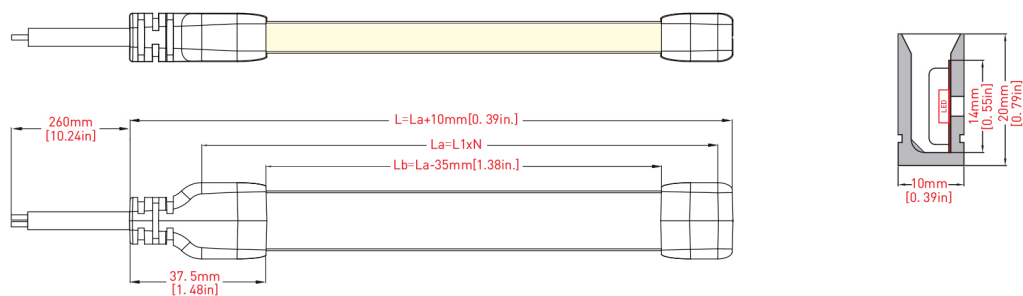 260mm
[10.24in]
L=La+10mm[0. 39in.]
La=L1xN
Lb=La-35mm[1.38in.]
37. 5mm
[1. 48in]
LED
14mm
[0. 55in]
20mm
[0. 79in]
10mm
[0. 39in]